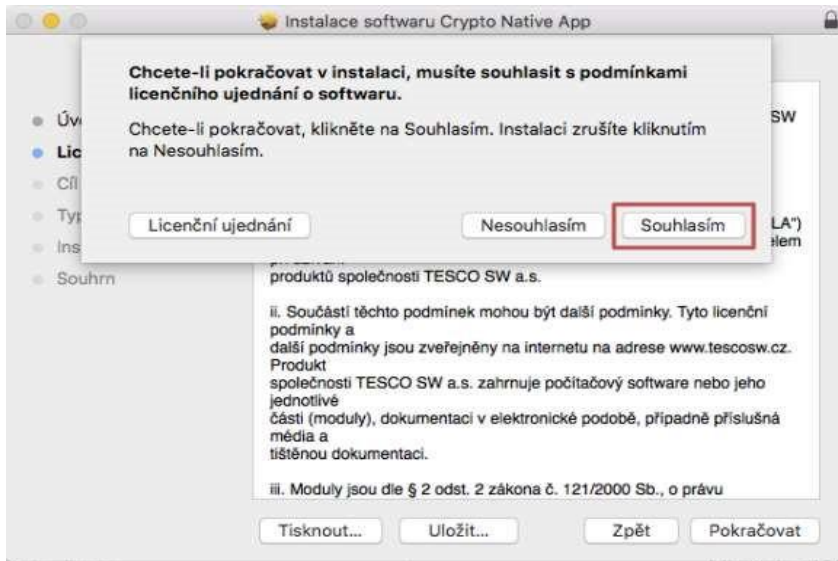 Instalace softwaru Crypto Native App
Chcete-li pokračovat v instaci, musíte souhlasit s podmínkami
licenčního ujednání o softwaru.
Chcete-li pokračovat, klikněte na Souhlasím. Instalaci zrušíte kliknutím
na Nesouhlasím.
Licenční ujednání
Nesouhlasím
Souhlasím
Lic
Cíl
Ins
Souhrn
SW
LA")
produktů společnosti TESCO SW a.s.
ii. Součástí těchto podmínek mohou být další podmínky. Tyto licenční
podmínky a
další podmínky jsou zveřejněny na internetu na adrese www.tescosw.cz.
Produkt
společnosti TESCO SW a.s. zahrnuje počítačový software nebo jeho
jednotlivé
části (moduly), dokumentaci v elektronické podobě, případně příslušná
média a
tištěnou dokumentaci.
iii. Moduly jsou dle § 2 odst. 2 zákona č. 121/2000 Sb., o právu
Tisknout...
Uložit...
Zpět
Pokračovat